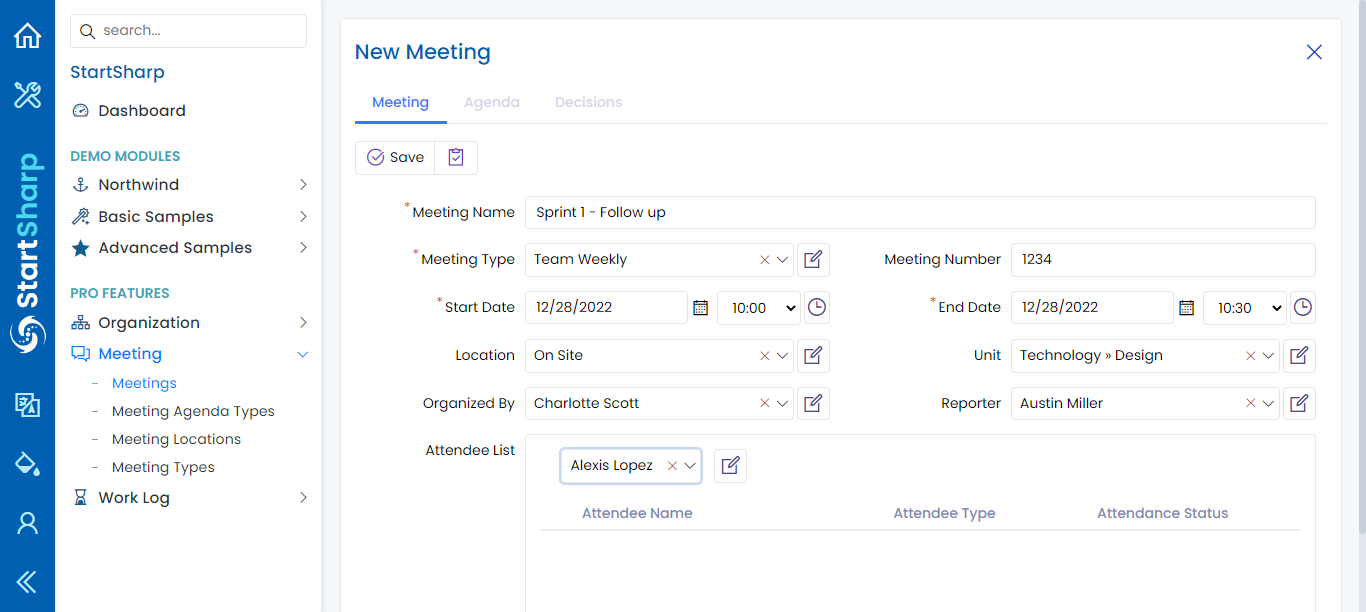 search...
StartSharp
Dashboard
DEMO MODULES
Northwind
Basic Samples
Advanced Samples
PRO FEATURES
Organization
Meeting
- Meetings
- Meeting Agenda Types
- Meeting Locations
- Meeting Types
Work Log
StartSharp
New Meeting
Meeting Agenda Decisions
Save
*Meeting Name Sprint 1 - Follow up
*Meeting Type Team Weekly Meeting Number 1234
*Start Date 12/28/2022 10:00 *End Date 12/28/2022 10:30
Location On Site Unit Technology » Design
Organized By Charlotte Scott Reporter Austin Miller
Attendee List
Alexis Lopez
Attendee Name Attendee Type Attendance Status